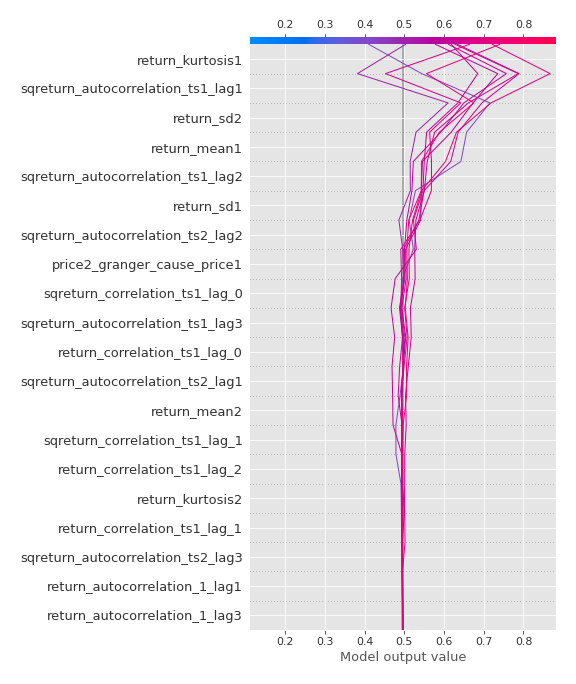 0.2 0.3 0.4 0.5 0.6 0.7 0.8
return_kurtosis1
sqreturn_autocorrelation_ts1_lag1
return_sd2
return_mean1
sqreturn_autocorrelation_ts1_lag2
return_sd1
sqreturn_autocorrelation_ts2_lag2
price2_granger_cause_price1
sqreturn_correlation_ts1_lag_0
sqreturn_autocorrelation_ts1_lag3
return_correlation_ts1_lag_0
sqreturn_autocorrelation_ts2_lag1
return_mean2
sqreturn_correlation_ts1_lag_1
return_correlation_ts1_lag_2
return_kurtosis2
return_correlation_ts1_lag_1
sqreturn_autocorrelation_ts2_lag3
return_autocorrelation_1_lag1
return_autocorrelation_1_lag3
0.2 0.3 0.4 0.5 0.6 0.7 0.8
Model output value